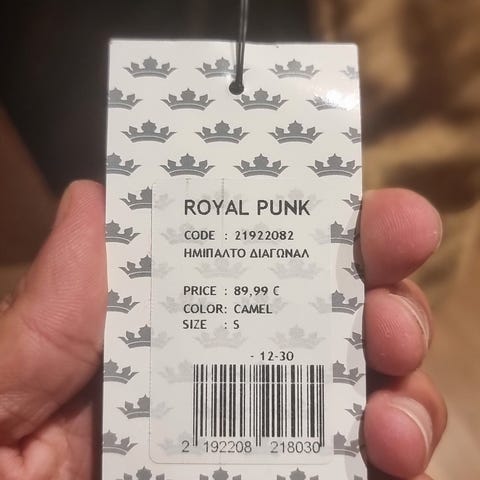 ROYAL PUNK
CODE : 21922082
ΗΜΙΠΑΛΤΟ ΔΙΑΓΩΝΑΛ
PRICE : 89,99 €
COLOR: CAMEL
SIZE : S
- 12-30
2 192208 218030